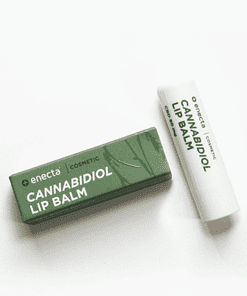 enecta | COSMETIC
CANNABIDIOL
LIP BALM
enecta | COSMETIC
CANNABIDIOL
LIP BALM